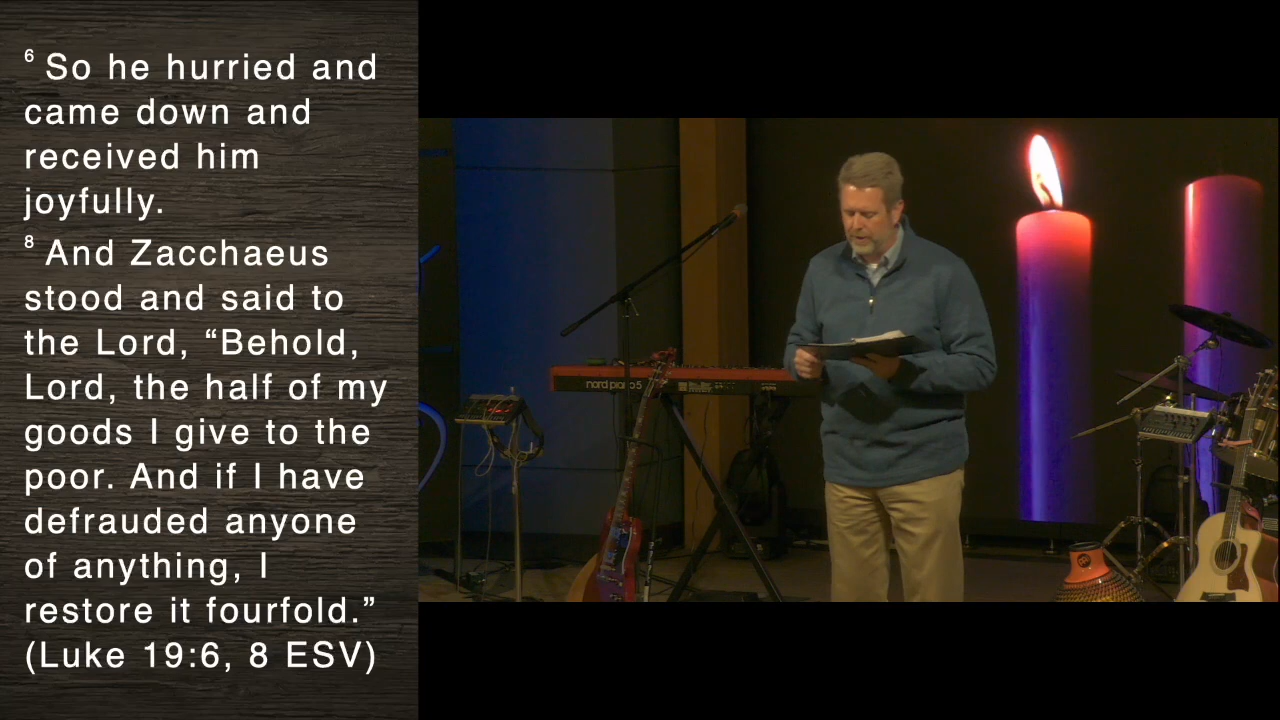 6 So he hurried and
came down and
received him
joyfully.
8 And Zacchaeus
stood and said to
the Lord, “Behold,
Lord, the half of my
goods I give to the
poor. And if I have
defrauded anyone
of anything, I
restore it fourfold.”
(Luke 19:6, 8 ESV)
nord piano 5